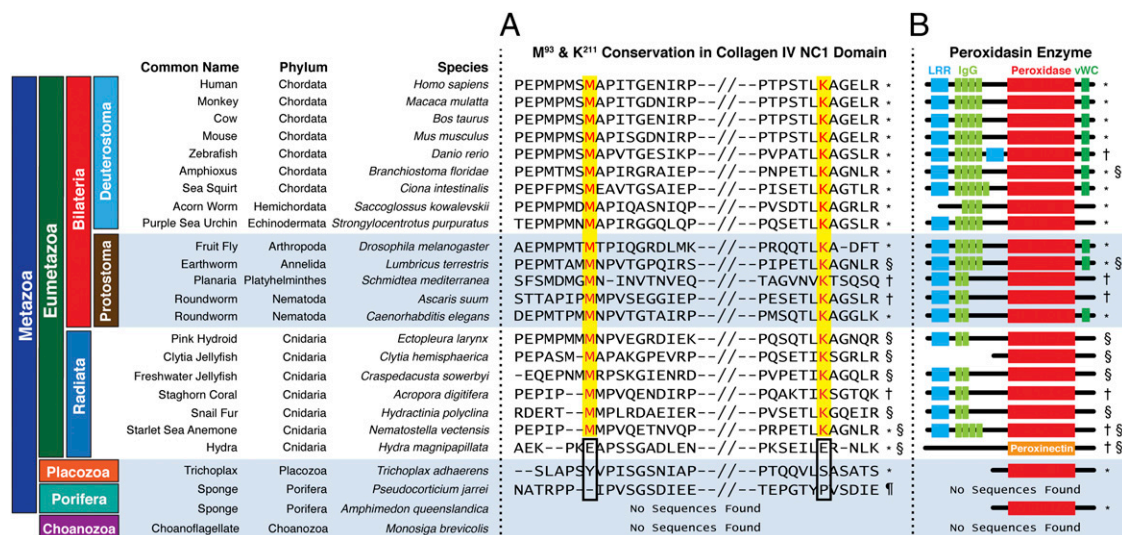 A
B
M⁹³ & K²¹¹ Conservation in Collagen IV NC1 Domain
Peroxidasin Enzyme
Common Name Phylum Species
LRR IgG Peroxidase vWC
Human Chordata Homo sapiens PEPMPMSMAPITGENIRP--//--PTPSTLKAGELR * *
Monkey Chordata Macaca mulatta PEPMPMSMAPITGDNIRP--//--PTPSTLKAGELR * *
Cow Chordata Bos taurus PEPMPMSMAPITGENIRP--//--PTPSTLKAGELR * *
Mouse Chordata Mus musculus PEPMPMSMAPISGDNIRP--//--PTPSTLKAGELR * *
Zebrafish Chordata Danio rerio PEPMPMSMAPVTGESIKP--//--PVPATLKAGSLR * †
Amphioxus Chordata Branchiostoma floridae PEPMTMSMAPIRGRAIEP--//--PNPETLKAGNLR * * §
Sea Squirt Chordata Ciona intestinalis PEPFPMSMEAVTGSAIEP--//--PISETLKAGTLR * *
Acorn Worm Hemichordata Saccoglossus kowalevskii PEPMPMDMAPIQASNIQP--//--PVSDTLKAGRLR * *
Purple Sea Urchin Echinodermata Strongylocentrotus purpuratus TEPMPMNMAPIRGGQLQP--//--PSPETLKAGSLR * *
Fruit Fly Arthropoda Drosophila melanogaster AEPMPMTMTPIQGRDLMK--//--PRQQTLKA-DFT * *
Earthworm Annelida Lumbricus terrestris PEPMTAMMNPVTGPQIRS--//--PIPETLKAGNLR § * §
Planaria Platyhelminthes Schmidtea mediterranea SFSMDMGMGN-INVTNVEQ--//--TAGVNVKTSQSQ † †
Roundworm Nematoda Ascaris suum STTAPIPMMPVSEGGIEP--//--PESETLKAGSLR † †
Roundworm Nematoda Caenorhabditis elegans DEPMTPMMNPVTGTAIRP--//--PMSQTLKAGGLK * *
Pink Hydroid Cnidaria Ectopleura larynx PEPMPMMMNPVEGRDIEK--//--PQSQTLKAGNQR § §
Clytia Jellyfish Cnidaria Clytia hemisphaerica PEPASM-MAPAKGPEVRP--//--PQSETIKSGRLR § §
Freshwater Jellyfish Cnidaria Craspedacusta sowerbyi -EQEPNMMRPSKGIENRD--//--PVPETIKAGQLR § §
Staghorn Coral Cnidaria Acropora digitifera PEPIP--MMPVQENDIRP--//--PQAKTIKSGTQK † †
Snail Fur Cnidaria Hydractinia polyclina RDERT--MMPLRDAEIER--//--PVSETLKGQEIR § §
Starlet Sea Anemone Cnidaria Nematostella vectensis PEPIP--MMPVQETNVQP--//--PRPETLKAGNLR * § † §
Hydra Cnidaria Hydra magnipapillata AEK--PKEAPSSGADLEN--//--PKSEILERNLK * § Peroxinectin † §
Trichoplax Placozoa Trichoplax adhaerens --SLAPSYVPISGSNIAP--//--PTQQVLSASATS * *
Sponge Porifera Pseudocorticium jarrei NATRPP--IPVSGSDIEE--//--TEPGTYPVSDIE ¶ No Sequences Found
Sponge Porifera Amphimedon queenslandica No Sequences Found *
Choanoflagellate Choanozoa Monosiga brevicolis No Sequences Found No Sequences Found
Metazoa
Eumetazoa
Bilateria
Deuterostoma
Protostoma
Radiata
Placozoa
Porifera
Choanozoa